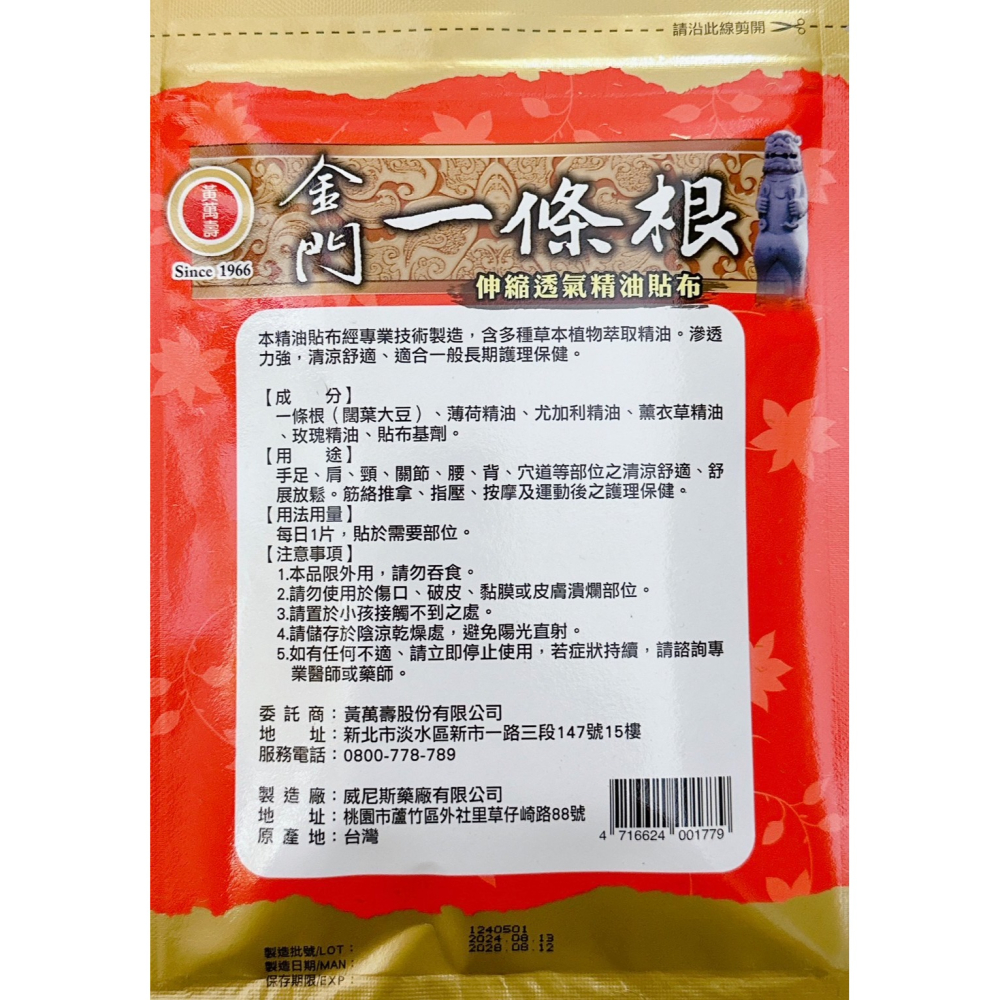 請沿此線剪開
黃萬壽
Since 1966
金門
一條根
伸縮透氣精油貼布
本精油貼布經專業技術製造，含多種草本植物萃取精油。滲透
力強，清涼舒適、適合一般長期護理保健。
【成　　分】
一條根（闊葉大豆）、薄荷精油、尤加利精油、薰衣草精油
、玫瑰精油、貼布基劑。
【用　　途】
手足、肩、頸、關節、腰、背、穴道等部位之清涼舒適、舒
展放鬆。筋絡推拿、指壓、按摩及運動後之護理保健。
【用法用量】
每日1片，貼於需要部位。
【注意事項】
1.本品限外用，請勿吞食。
2.請勿使用於傷口、破皮、黏膜或皮膚潰爛部位。
3.請置於小孩接觸不到之處。
4.請儲存於陰涼乾燥處，避免陽光直射。
5.如有任何不適、請立即停止使用，若症狀持續，請諮詢專
業醫師或藥師。
委 託 商：黃萬壽股份有限公司
地　　址：新北市淡水區新市一路三段147號15樓
服務電話：0800-778-789
製 造 廠：威尼斯藥廠有限公司
地　　址：桃園市蘆竹區外社里草仔崎路88號
原 產 地：台灣
4 716624 001779
製造批號/LOT： 1240501
製造日期/MAN： 2024.08.13
保存期限/EXP： 2028.08.12